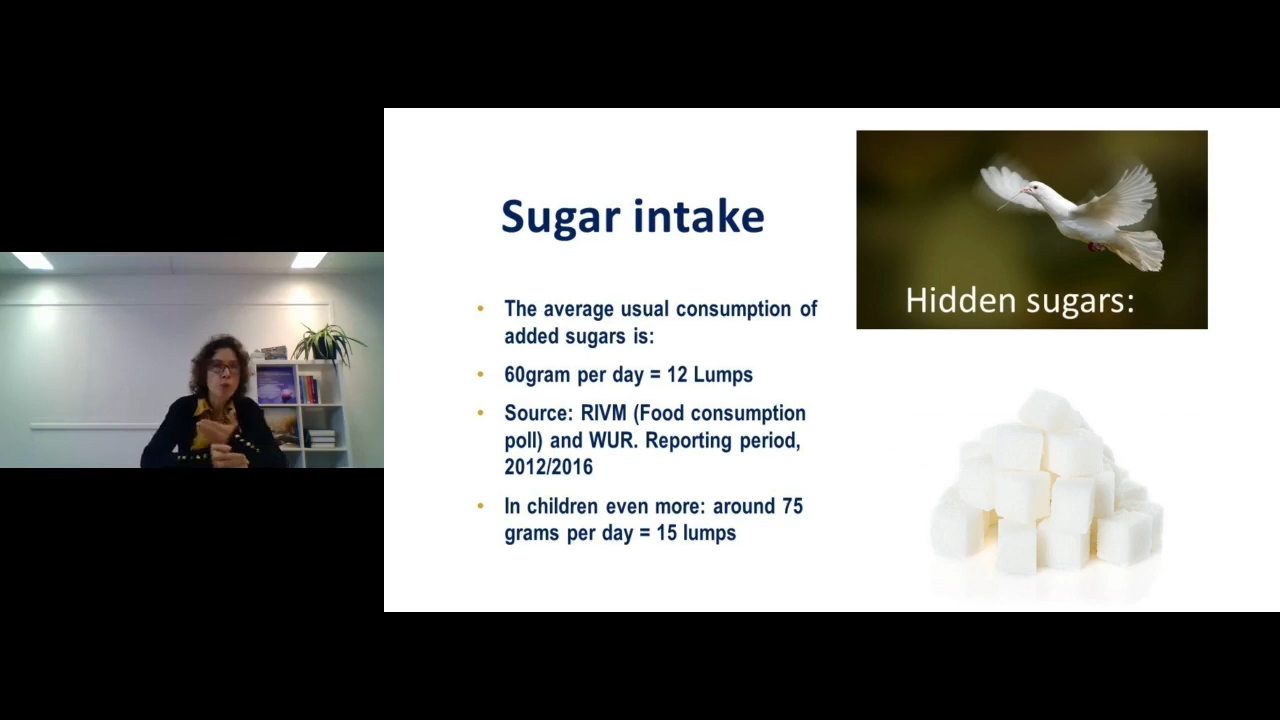 Sugar intake
The average usual consumption of
added sugars is:
60gram per day = 12 Lumps
Source: RIVM (Food consumption
poll) and WUR. Reporting period,
2012/2016
In children even more: around 75
grams per day = 15 lumps
Hidden sugars: